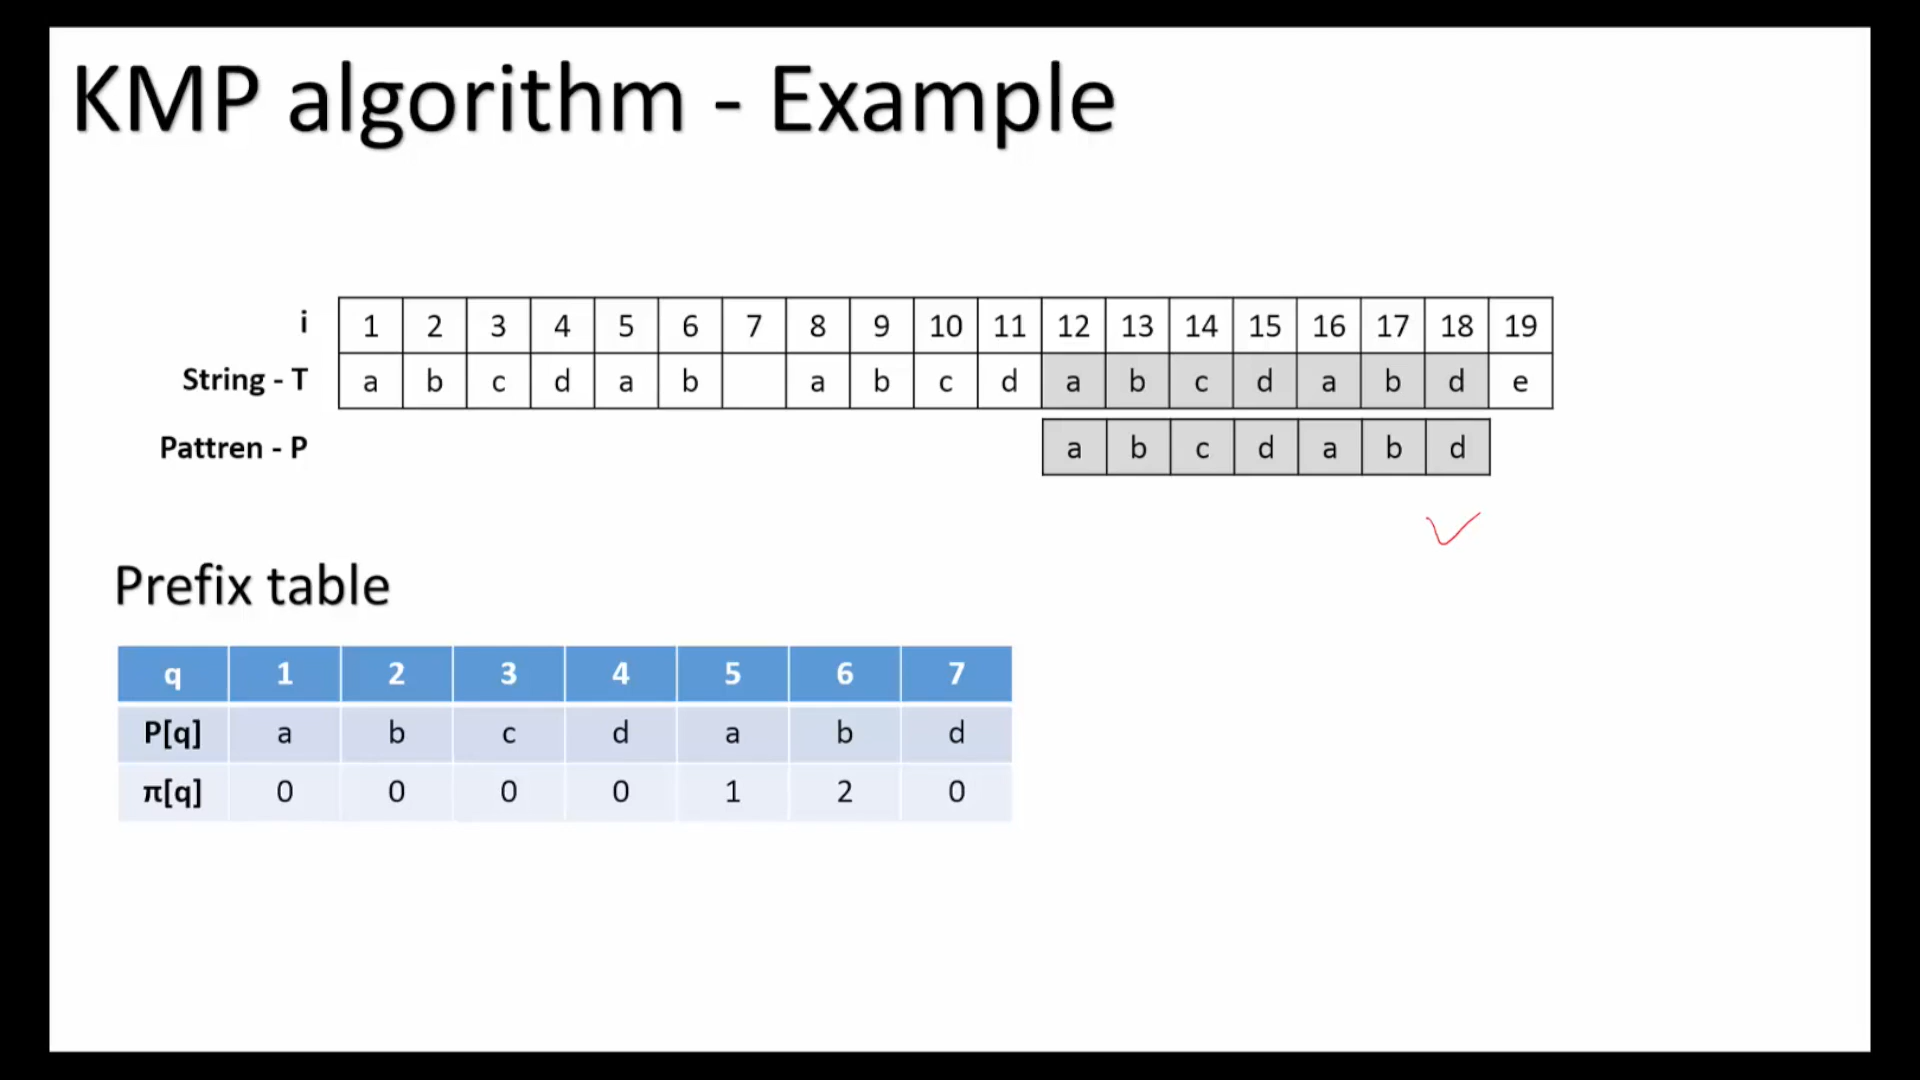 KMP algorithm - Example
i 1 2 3 4 5 6 7 8 9 10 11 12 13 14 15 16 17 18 19
String - T a b c d a b a b c d a b c d a b d e
Pattren - P a b c d a b d
Prefix table
q 1 2 3 4 5 6 7
P[q] a b c d a b d
π[q] 0 0 0 0 1 2 0